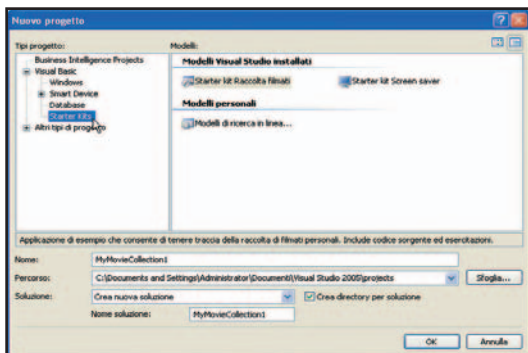 Nuovo progetto
Tipi progetto:
Modelli:
Business Intelligence Projects
Visual Basic
Windows
Smart Device
Database
Starter Kits
Altri tipi di progetto
Modelli Visual Studio installati
Starter kit Raccolta filmati
Starter kit Screen saver
Modelli personali
Modelli di ricerca in linea...
Applicazione di esempio che consente di tenere traccia della raccolta di filmati personali. Include codice sorgente ed esercitazioni.
Nome:
MyMovieCollection1
Percorso:
C:\Documents and Settings\Administrator\Documenti\Visual Studio 2005\projects
Sfoglia...
Soluzione:
Crea nuova soluzione
Crea directory per soluzione
Nome soluzione:
MyMovieCollection1
OK
Annulla